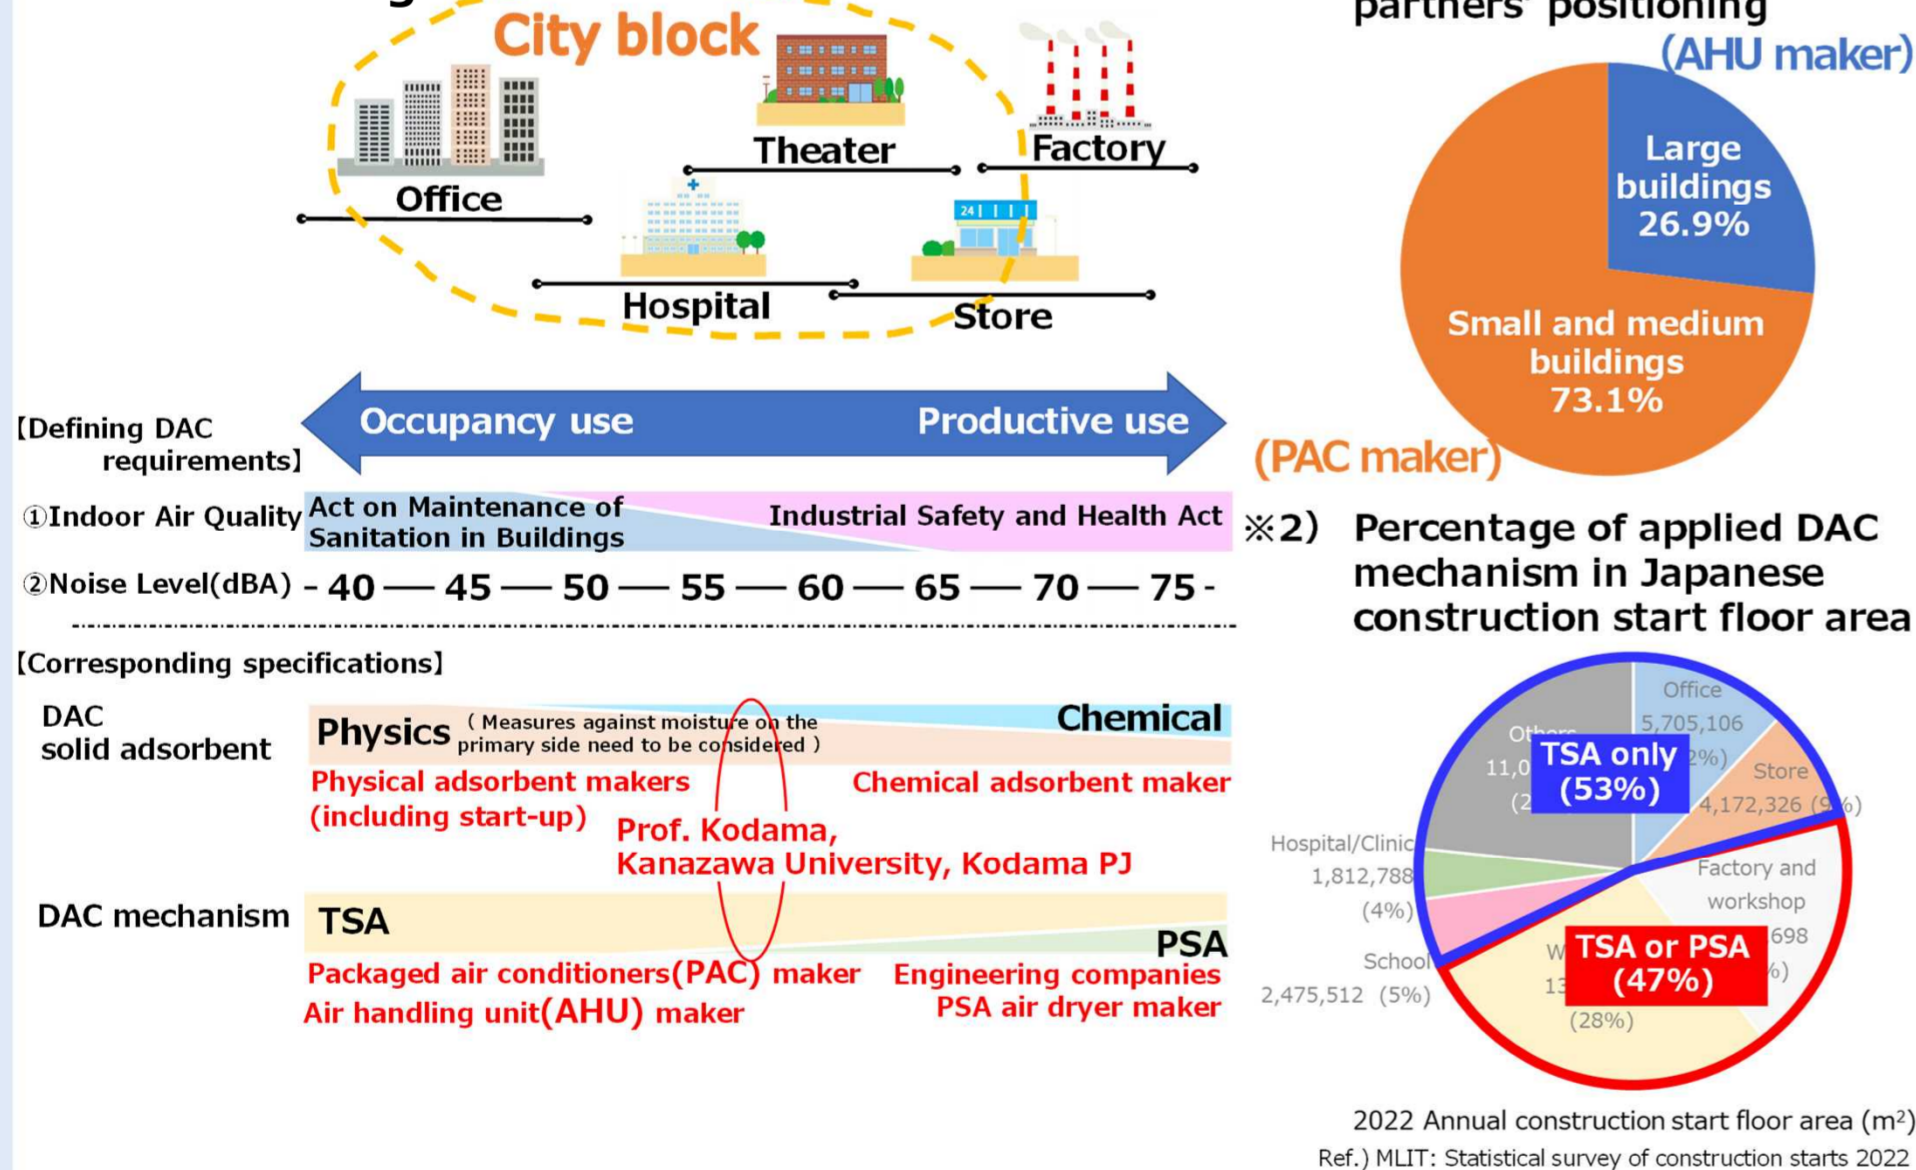 City block
Theater
Factory
Office
24
Hospital
Store
【Defining DAC
requirements】
Occupancy use
Productive use
①Indoor Air Quality
Act on Maintenance of
Sanitation in Buildings
Industrial Safety and Health Act
②Noise Level(dBA) - 40 — 45 — 50 — 55 — 60 — 65 — 70 — 75 -
【Corresponding specifications】
DAC
solid adsorbent
Physics
( Measures against moisture on the
primary side need to be considered )
Chemical
Physical adsorbent makers
(including start-up)
Chemical adsorbent maker
Prof. Kodama,
Kanazawa University, Kodama PJ
DAC mechanism
TSA
PSA
Packaged air conditioners(PAC) maker
Air handling unit(AHU) maker
Engineering companies
PSA air dryer maker
partners' positioning
(AHU maker)
Large
buildings
26.9%
Small and medium
buildings
73.1%
(PAC maker)
※2) Percentage of applied DAC
mechanism in Japanese
construction start floor area
Office
5,705,106
Store
4,172,326 (9%)
TSA only
(53%)
Hospital/Clinic
1,812,788
(4%)
Factory and
workshop
698
School
2,475,512 (5%)
TSA or PSA
(47%)
(28%)
2022 Annual construction start floor area (m²)
Ref.) MLIT: Statistical survey of construction starts 2022